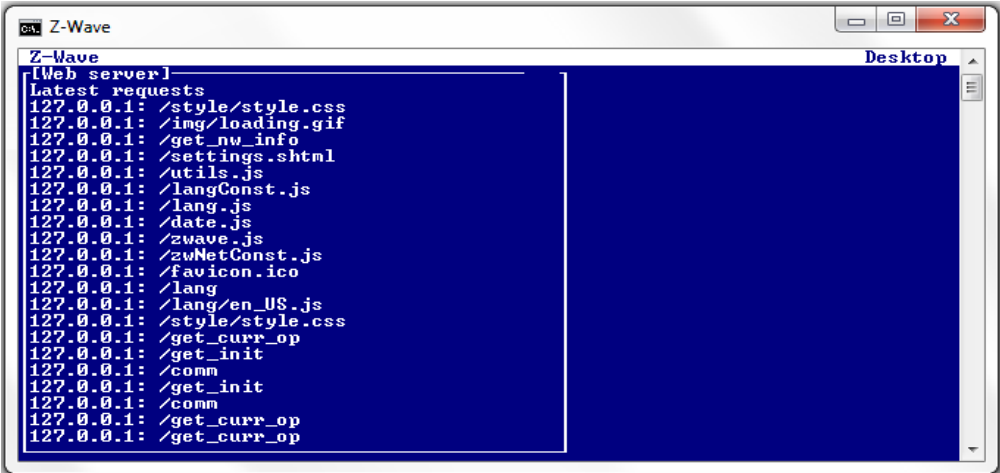 Z-Wave
Z-Wave Desktop
[Web server]
Latest requests
127.0.0.1: /style/style.css
127.0.0.1: /img/loading.gif
127.0.0.1: /get_nw_info
127.0.0.1: /settings.shtml
127.0.0.1: /utils.js
127.0.0.1: /langConst.js
127.0.0.1: /lang.js
127.0.0.1: /date.js
127.0.0.1: /zwave.js
127.0.0.1: /zwNetConst.js
127.0.0.1: /favicon.ico
127.0.0.1: /lang
127.0.0.1: /lang/en_US.js
127.0.0.1: /style/style.css
127.0.0.1: /get_curr_op
127.0.0.1: /get_init
127.0.0.1: /comm
127.0.0.1: /get_init
127.0.0.1: /comm
127.0.0.1: /get_curr_op
127.0.0.1: /get_curr_op